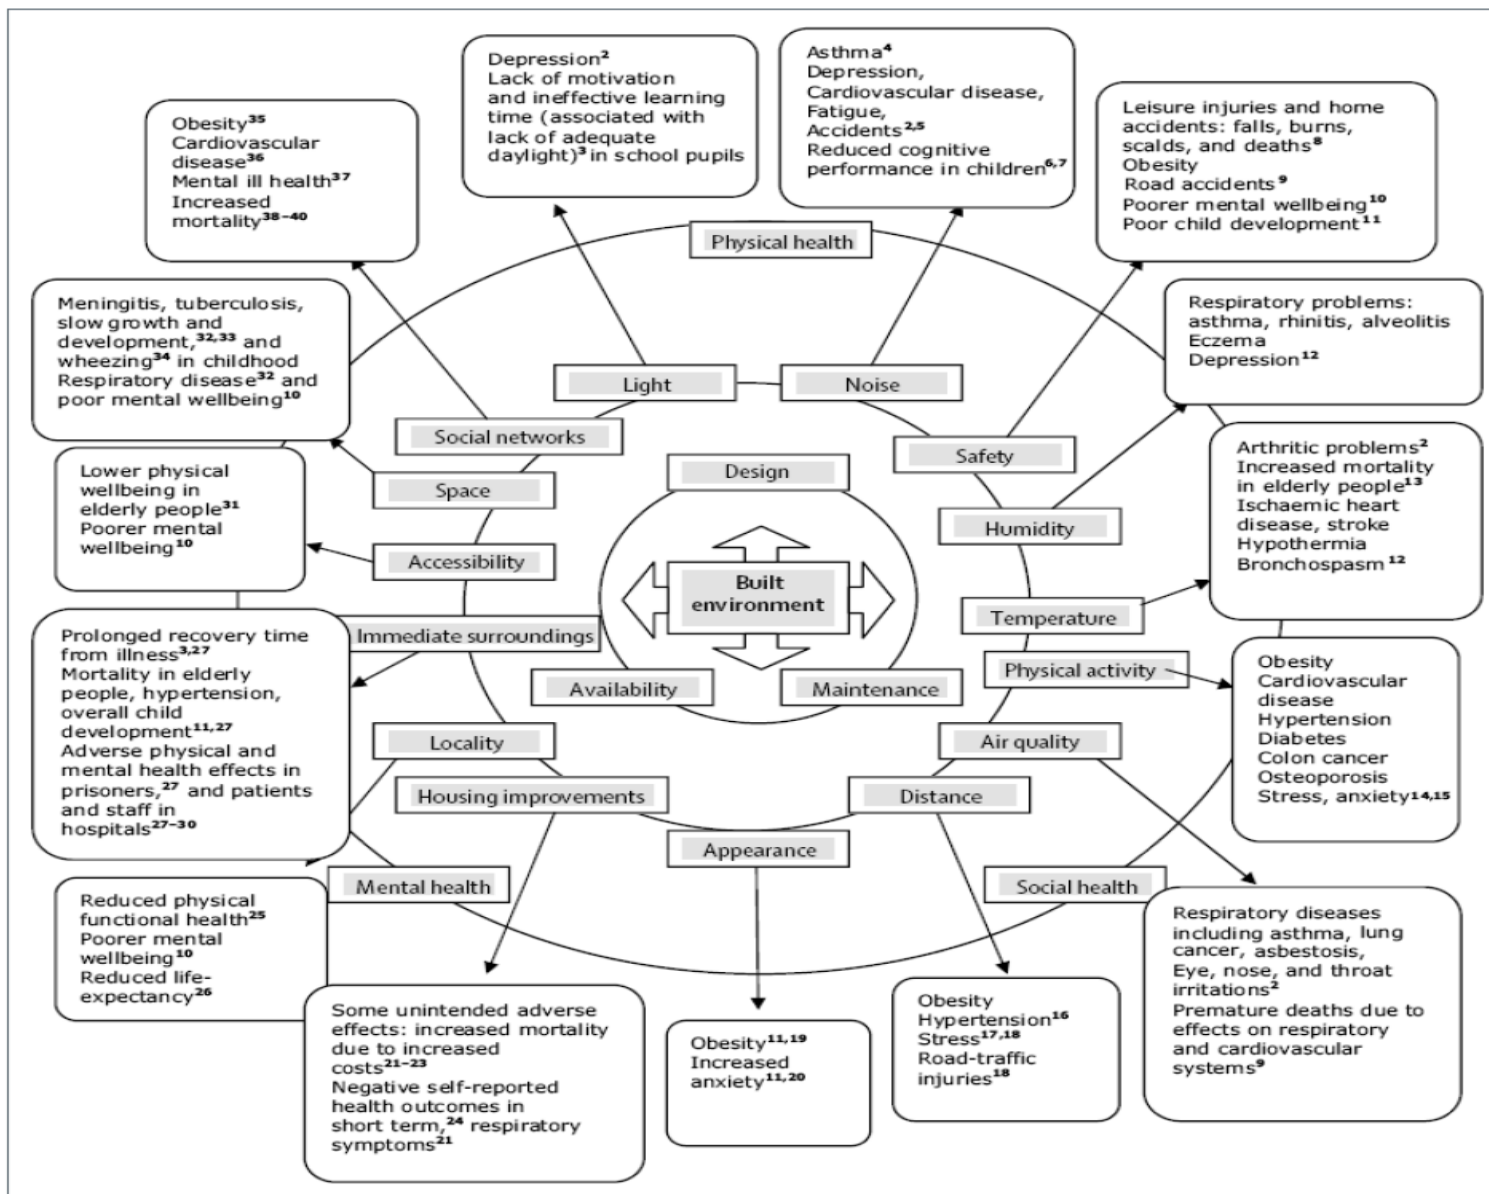 Depression²
Lack of motivation
and ineffective learning
time (associated with
lack of adequate
daylight)³ in school pupils
Asthma⁴
Depression,
Cardiovascular disease,
Fatigue,
Accidents²,⁵
Reduced cognitive
performance in children⁶,⁷
Leisure injuries and home
accidents: falls, burns,
scalds, and deaths⁸
Obesity
Road accidents⁹
Poorer mental wellbeing¹⁰
Poor child development¹¹
Obesity³⁵
Cardiovascular
disease³⁶
Mental ill health³⁷
Increased
mortality³⁸⁻⁴⁰
Physical health
Meningitis, tuberculosis,
slow growth and
development,³²,³³ and
wheezing³⁴ in childhood
Respiratory disease³² and
poor mental wellbeing¹⁰
Respiratory problems:
asthma, rhinitis, alveolitis
Eczema
Depression¹²
Light
Noise
Social networks
Safety
Space
Design
Humidity
Lower physical
wellbeing in
elderly people³¹
Poorer mental
wellbeing¹⁰
Arthritic problems²
Increased mortality
in elderly people¹³
Ischaemic heart
disease, stroke
Hypothermia
Bronchospasm¹²
Accessibility
Built
environment
Temperature
Immediate surroundings
Physical activity
Availability
Maintenance
Prolonged recovery time
from illness³,²⁷
Mortality in elderly
people, hypertension,
overall child
development¹¹,²⁷
Adverse physical and
mental health effects in
prisoners,²⁷ and patients
and staff in
hospitals²⁷⁻³⁰
Obesity
Cardiovascular
disease
Hypertension
Diabetes
Colon cancer
Osteoporosis
Stress, anxiety¹⁴,¹⁵
Locality
Air quality
Housing improvements
Distance
Appearance
Mental health
Social health
Reduced physical
functional health²⁵
Poorer mental
wellbeing¹⁰
Reduced life-
expectancy²⁶
Some unintended adverse
effects: increased mortality
due to increased
costs²¹⁻²³
Negative self-reported
health outcomes in
short term,²⁴ respiratory
symptoms²¹
Obesity¹¹,¹⁹
Increased
anxiety¹¹,²⁰
Obesity
Hypertension¹⁶
Stress¹⁷,¹⁸
Road-traffic
injuries¹⁸
Respiratory diseases
including asthma, lung
cancer, asbestosis,
Eye, nose, and throat
irritations²
Premature deaths due to
effects on respiratory
and cardiovascular
systems⁹